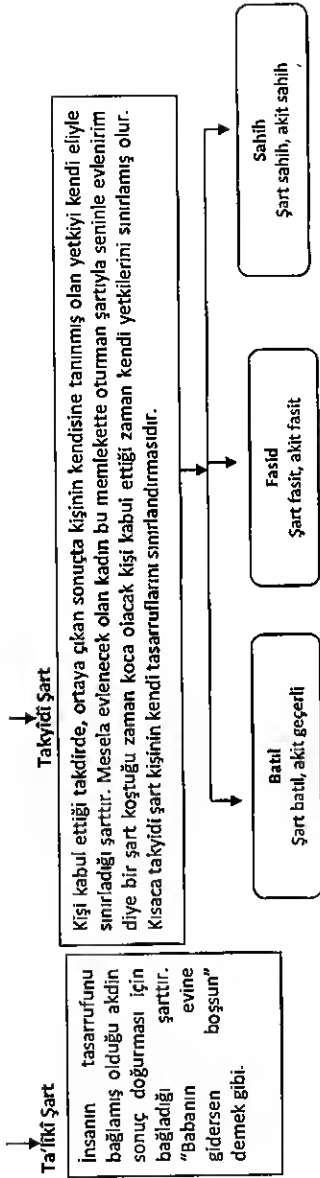 Ta'lîkî Şart
İnsanın tasarrufunu
bağlamış olduğu akdin
sonuç doğurması için
bağladığı şarttır.
"Babanın evine
gidersen boşsun"
demek gibi.
Takyîdî Şart
Kişi kabul ettiği takdirde, ortaya çıkan sonuçta kişinin kendisine tanınmış olan yetkiyi kendi eliyle
sınırladığı şarttır. Mesela evlenecek olan kadın bu memlekette oturman şartıyla seninle evlenirim
diye bir şart koştuğu zaman koca olacak kişi kabul ettiği zaman kendi yetkilerini sınırlamış olur.
Kısaca takyidi şart kişinin kendi tasarruflarını sınırlandırmasıdır.
Batıl
Şart batıl, akit geçerli
Fasid
Şart fasit, akit fasit
Sahih
Şart sahih, akit sahih